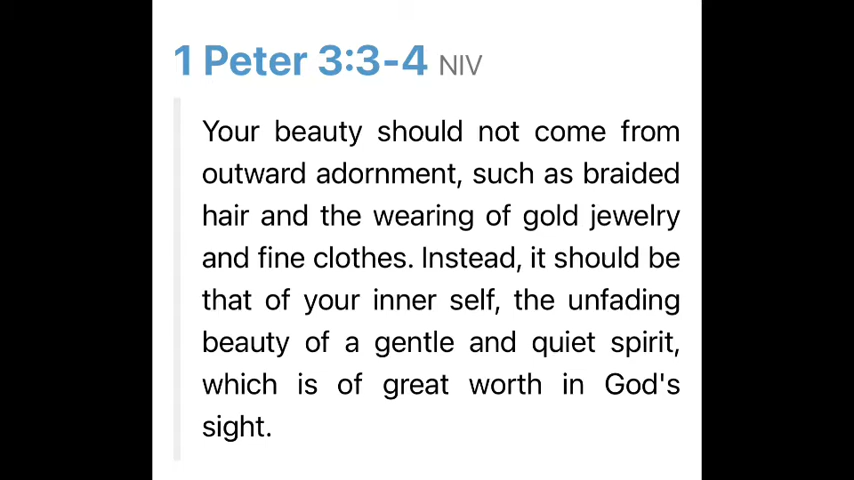 1 Peter 3:3-4 NIV
Your beauty should not come from
outward adornment, such as braided
hair and the wearing of gold jewelry
and fine clothes. Instead, it should be
that of your inner self, the unfading
beauty of a gentle and quiet spirit,
which is of great worth in God's
sight.